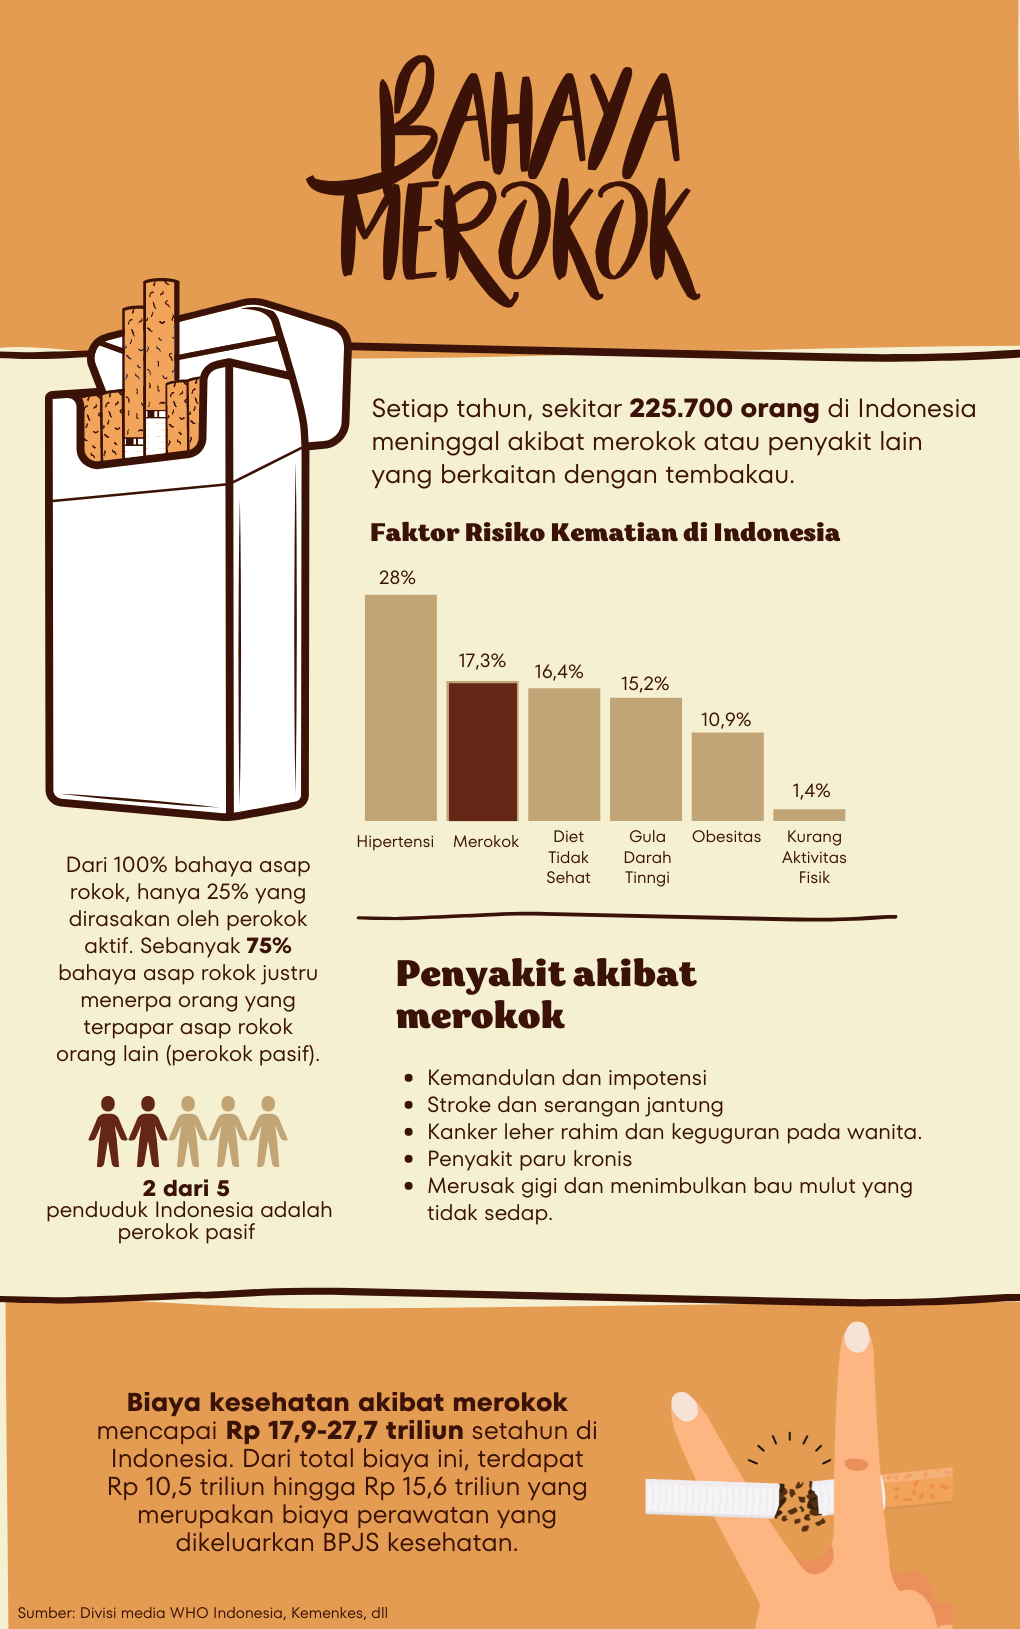 BAHAYA
MEROKOK
Setiap tahun, sekitar 225.700 orang di Indonesia
meninggal akibat merokok atau penyakit lain
yang berkaitan dengan tembakau.
Faktor Risiko Kematian di Indonesia
28%
17,3%
16,4%
15,2%
10,9%
1,4%
Hipertensi
Merokok
Diet
Tidak
Sehat
Gula
Darah
Tinngi
Obesitas
Kurang
Aktivitas
Fisik
Dari 100% bahaya asap
rokok, hanya 25% yang
dirasakan oleh perokok
aktif. Sebanyak 75%
bahaya asap rokok justru
menerpa orang yang
terpapar asap rokok
orang lain (perokok pasif).
2 dari 5
penduduk Indonesia adalah
perokok pasif
Penyakit akibat
merokok
• Kemandulan dan impotensi
• Stroke dan serangan jantung
• Kanker leher rahim dan keguguran pada wanita.
• Penyakit paru kronis
• Merusak gigi dan menimbulkan bau mulut yang
tidak sedap.
Biaya kesehatan akibat merokok
mencapai Rp 17,9-27,7 triliun setahun di
Indonesia. Dari total biaya ini, terdapat
Rp 10,5 triliun hingga Rp 15,6 triliun yang
merupakan biaya perawatan yang
dikeluarkan BPJS kesehatan.
Sumber: Divisi media WHO Indonesia, Kemenkes, dll